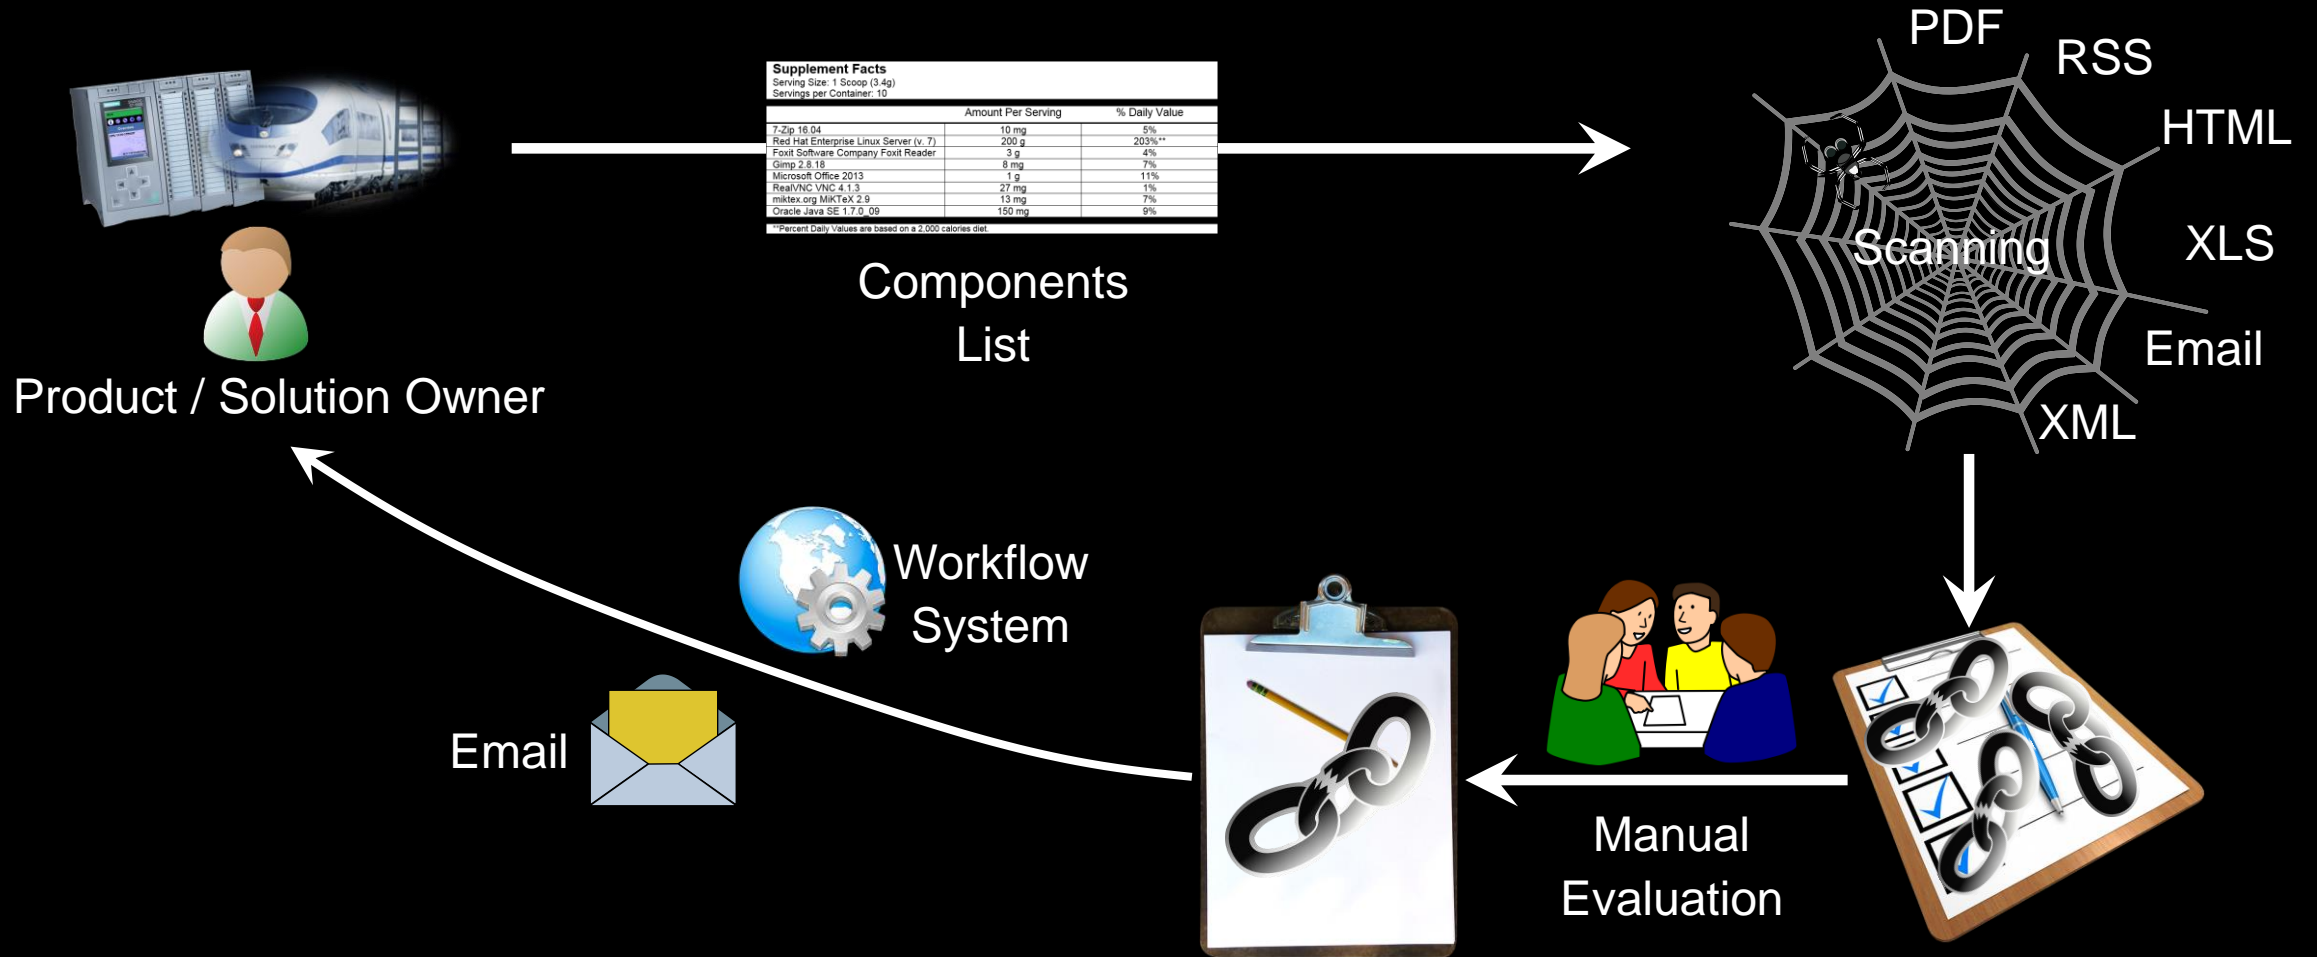 Supplement Facts
Serving Size: 1 Scoop (3.4g)
Servings per Container: 10
Amount Per Serving % Daily Value
7-Zip 16.04 10 mg 5%
Red Hat Enterprise Linux Server (v. 7) 200 g 203%**
Foxit Software Company Foxit Reader 3 g 4%
Gimp 2.8.18 8 mg 7%
Microsoft Office 2013 1 g 11%
RealVNC VNC 4.1.3 27 mg 1%
miktex.org MiKTeX 2.9 13 mg 7%
Oracle Java SE 1.7.0_09 150 mg 9%
**Percent Daily Values are based on a 2,000 calories diet.
Components
List
Product / Solution Owner
PDF
RSS
HTML
XLS
Scanning
Email
XML
Workflow
System
Email
Manual
Evaluation